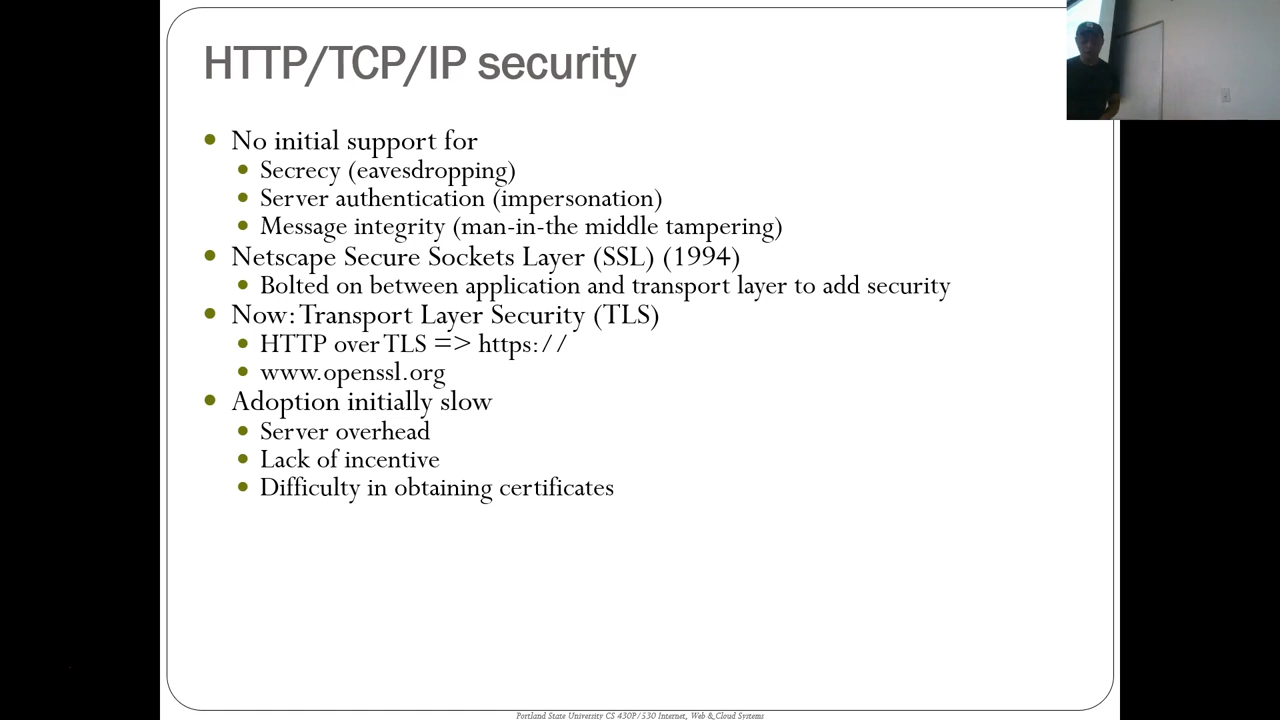 HTTP/TCP/IP security
No initial support for
Secrecy (eavesdropping)
Server authentication (impersonation)
Message integrity (man-in-the middle tampering)
Netscape Secure Sockets Layer (SSL) (1994)
Bolted on between application and transport layer to add security
Now: Transport Layer Security (TLS)
HTTP over TLS => https://
www.openssl.org
Adoption initially slow
Server overhead
Lack of incentive
Difficulty in obtaining certificates
Portland State University CS 430P/530 Internet, Web & Cloud Systems